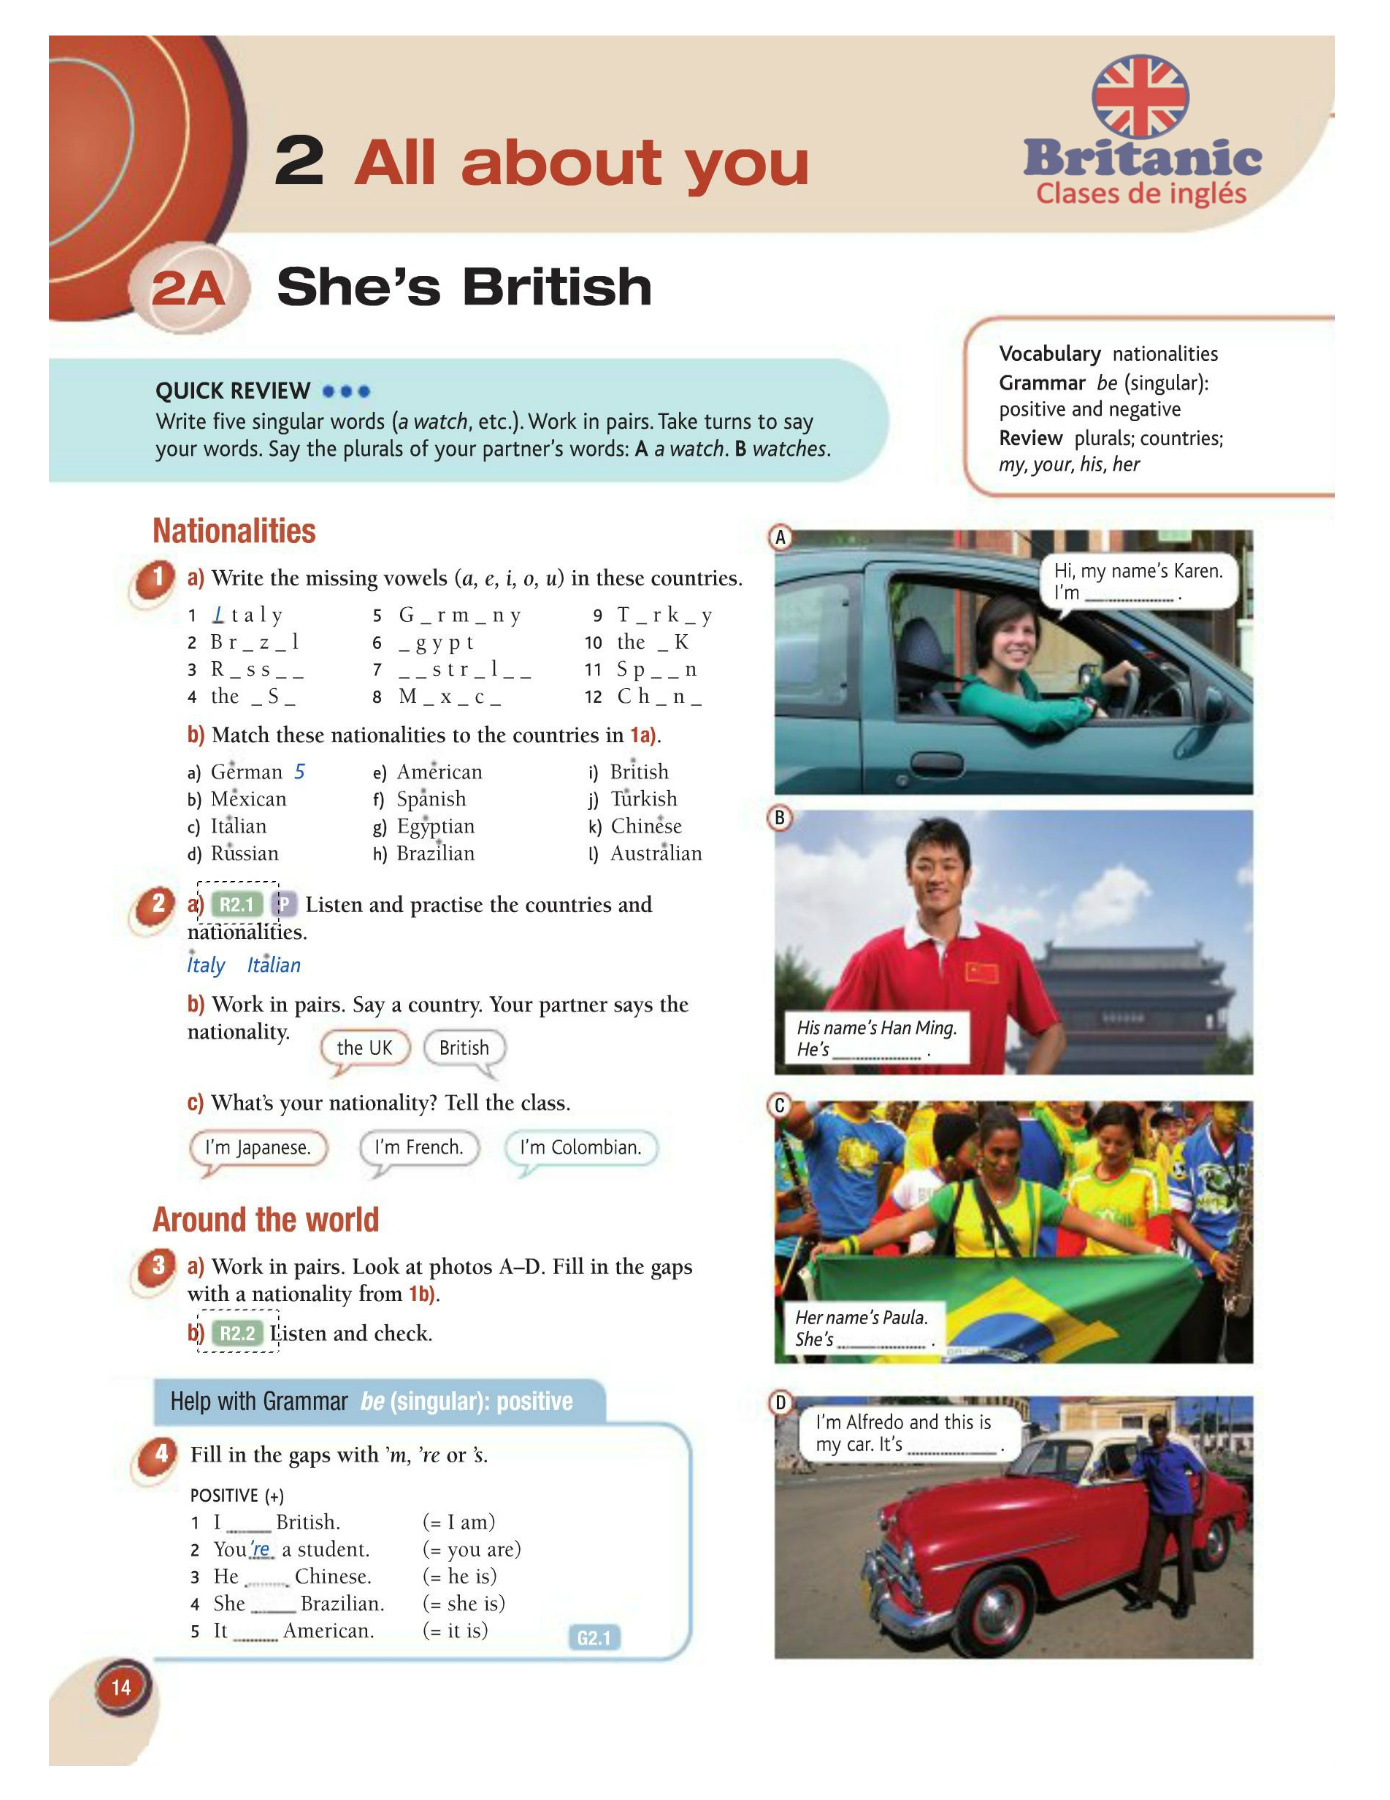 2 All about you
Britanic
Clases de inglés
2A She's British
QUICK REVIEW ●●●
Write five singular words (a watch, etc.). Work in pairs. Take turns to say
your words. Say the plurals of your partner's words: A a watch. B watches.
Vocabulary nationalities
Grammar be (singular):
positive and negative
Review plurals; countries;
my, your, his, her
Nationalities
1 a) Write the missing vowels (a, e, i, o, u) in these countries.
1 I t a l y 5 G _ r m _ n y 9 T _ r k _ y
2 B r _ z _ l 6 _ g y p t 10 the _ K
3 R _ s s _ _ 7 _ _ s t r _ l _ _ 11 S p _ _ n
4 the _ S _ 8 M _ x _ c _ 12 C h _ n _
b) Match these nationalities to the countries in 1a).
a) German 5 e) American i) British
b) Mexican f) Spanish j) Turkish
c) Italian g) Egyptian k) Chinese
d) Russian h) Brazilian l) Australian
2 a) R2.1 P Listen and practise the countries and
nationalities.
Italy Italian
b) Work in pairs. Say a country. Your partner says the
nationality.
the UK British
c) What's your nationality? Tell the class.
I'm Japanese. I'm French. I'm Colombian.
Around the world
3 a) Work in pairs. Look at photos A–D. Fill in the gaps
with a nationality from 1b).
b) R2.2 Listen and check.
Help with Grammar be (singular): positive
4 Fill in the gaps with 'm, 're or 's.
POSITIVE (+)
1 I ____ British. (= I am)
2 You 're a student. (= you are)
3 He ____ Chinese. (= he is)
4 She ____ Brazilian. (= she is)
5 It ____ American. (= it is)
G2.1
A
Hi, my name's Karen.
I'm ________ .
B
His name's Han Ming.
He's ________ .
C
Her name's Paula.
She's ________ .
D
I'm Alfredo and this is
my car. It's ________ .
14